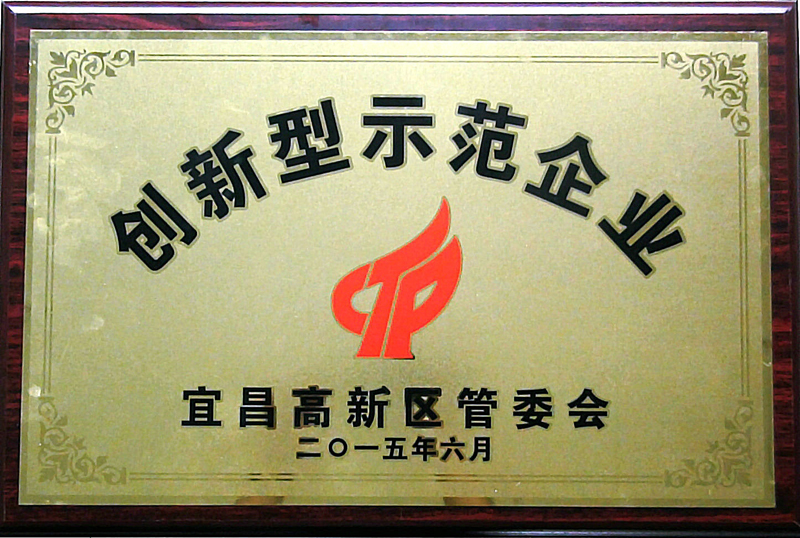 创新型示范企业
CTP
宜昌高新区管委会
二〇一五年六月